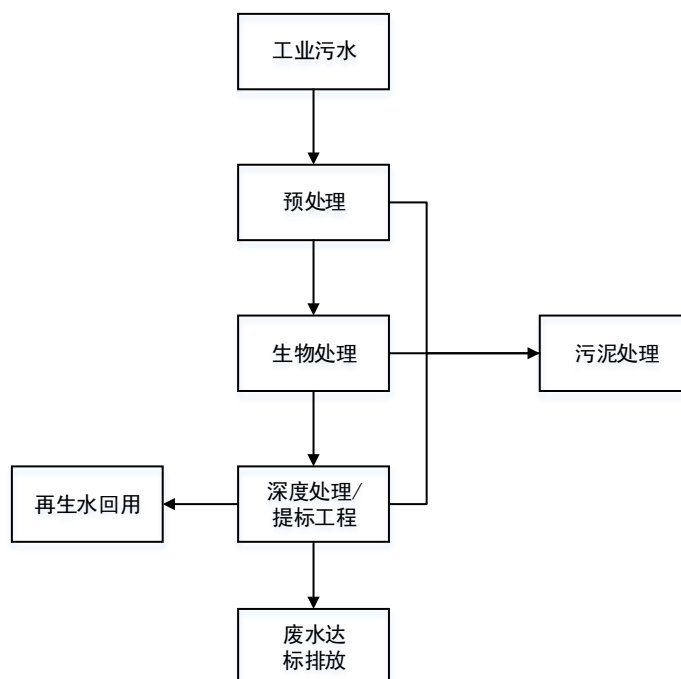 工业污水
预处理
生物处理
污泥处理
再生水回用
深度处理/
提标工程
废水达
标排放